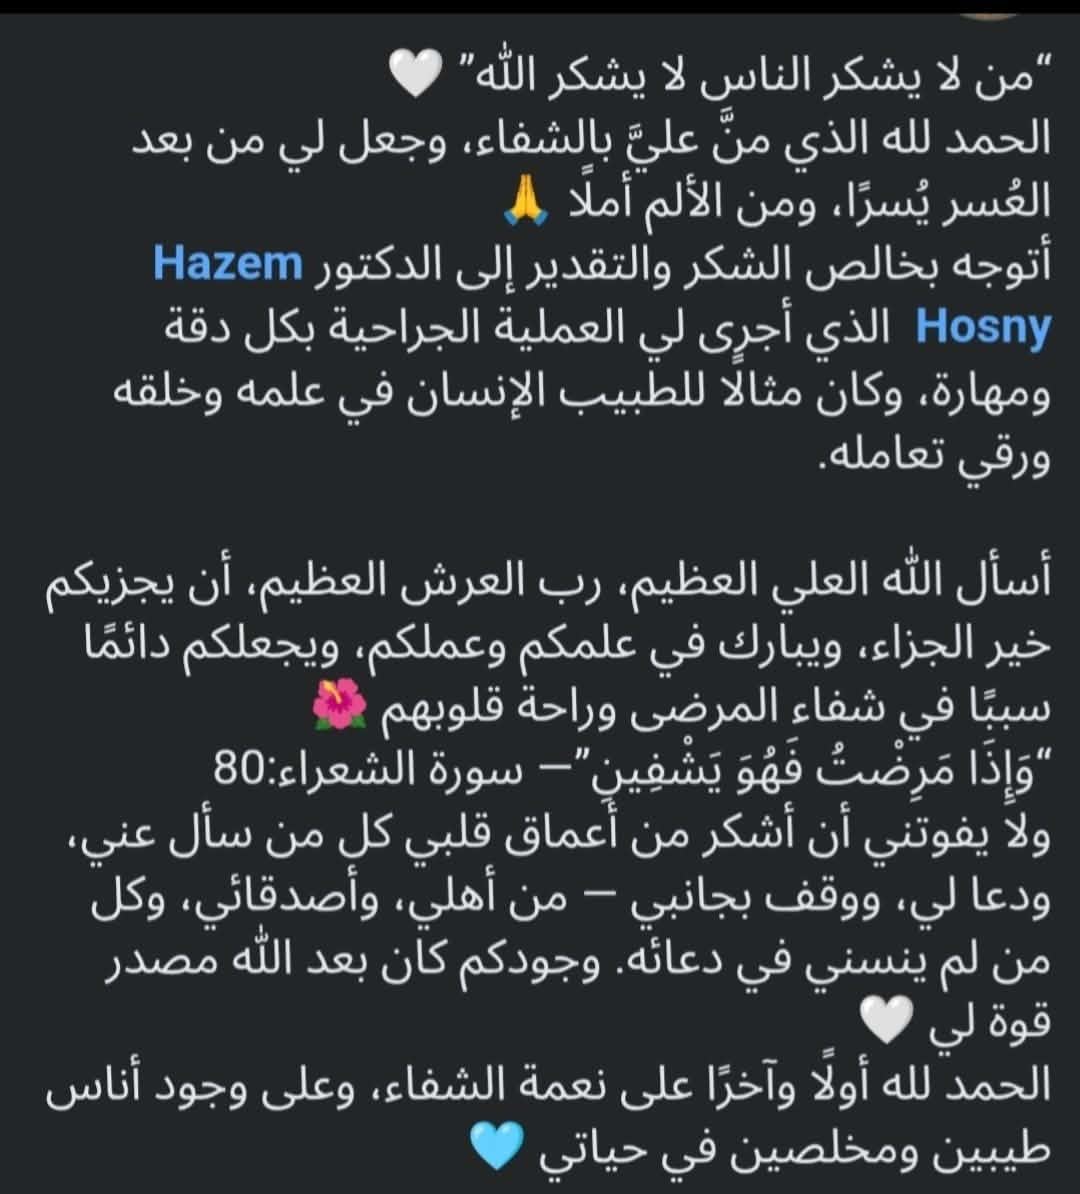 “من لا يشكر الناس لا يشكر الله” 🤍
الحمد لله الذي منَّ عليَّ بالشفاء، وجعل لي من بعد
العُسر يُسرًا، ومن الألم أملًا 🙏
أتوجه بخالص الشكر والتقدير إلى الدكتور Hazem
Hosny الذي أجرى لي العملية الجراحية بكل دقة
ومهارة، وكان مثالًا للطبيب الإنسان في علمه وخلقه
ورقي تعامله.
أسأل الله العلي العظيم، رب العرش العظيم، أن يجزيكم
خير الجزاء، ويبارك في علمكم وعملكم، ويجعلكم دائمًا
سببًا في شفاء المرضى وراحة قلوبهم 🌺
“وَإِذَا مَرِضْتُ فَهُوَ يَشْفِينِ”— سورة الشعراء:80
ولا يفوتني أن أشكر من أعماق قلبي كل من سأل عني،
ودعا لي، ووقف بجانبي — من أهلي، وأصدقائي، وكل
من لم ينسني في دعائه. وجودكم كان بعد الله مصدر
قوة لي 🤍
الحمد لله أولًا وآخرًا على نعمة الشفاء، وعلى وجود أناس
طيبين ومخلصين في حياتي 🩵